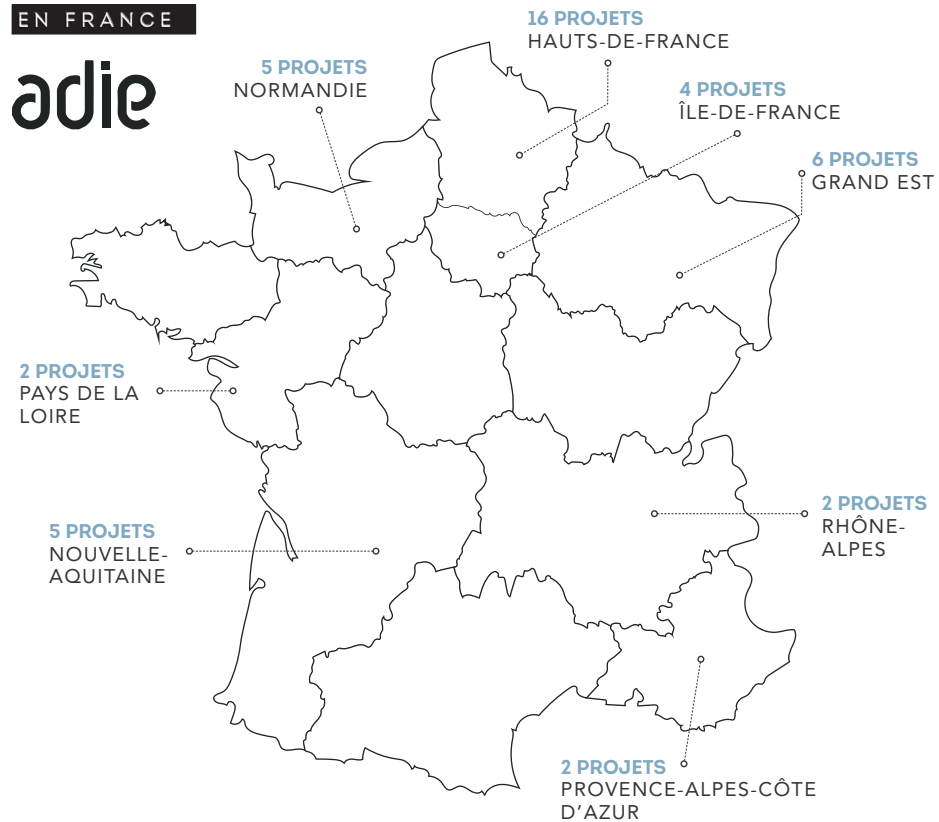 EN FRANCE
adie
16 PROJETS
HAUTS-DE-FRANCE
5 PROJETS
NORMANDIE
4 PROJETS
ÎLE-DE-FRANCE
6 PROJETS
GRAND EST
2 PROJETS
PAYS DE LA
LOIRE
2 PROJETS
RHÔNE-
ALPES
5 PROJETS
NOUVELLE-
AQUITAINE
2 PROJETS
PROVENCE-ALPES-CÔTE
D’AZUR